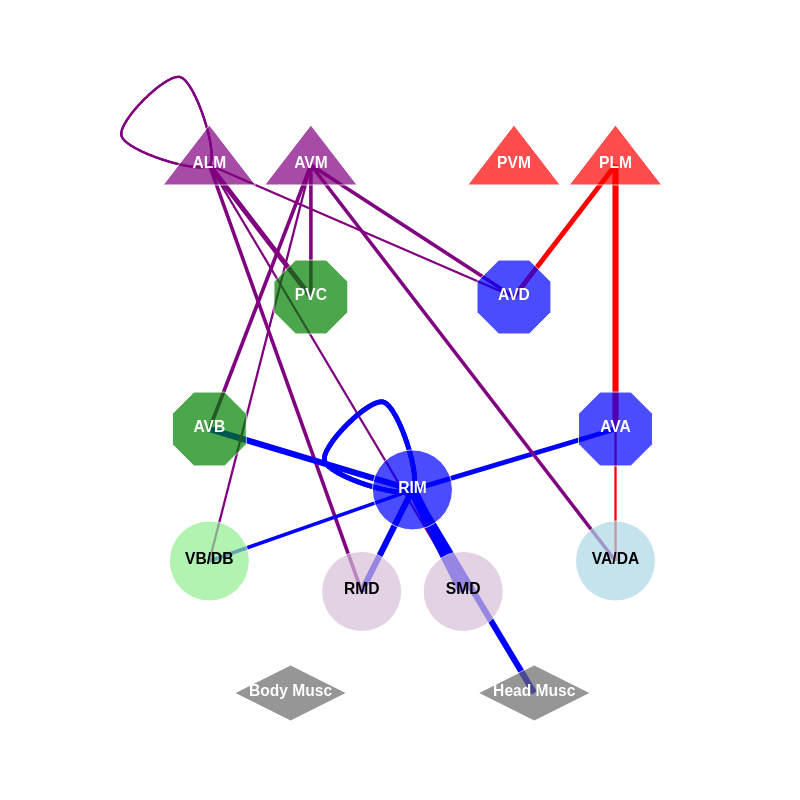 ALM
AVM
PVM
PLM
PVC
AVD
AVB
AVA
RIM
VB/DB
RMD
SMD
VA/DA
Body Musc
Head Musc